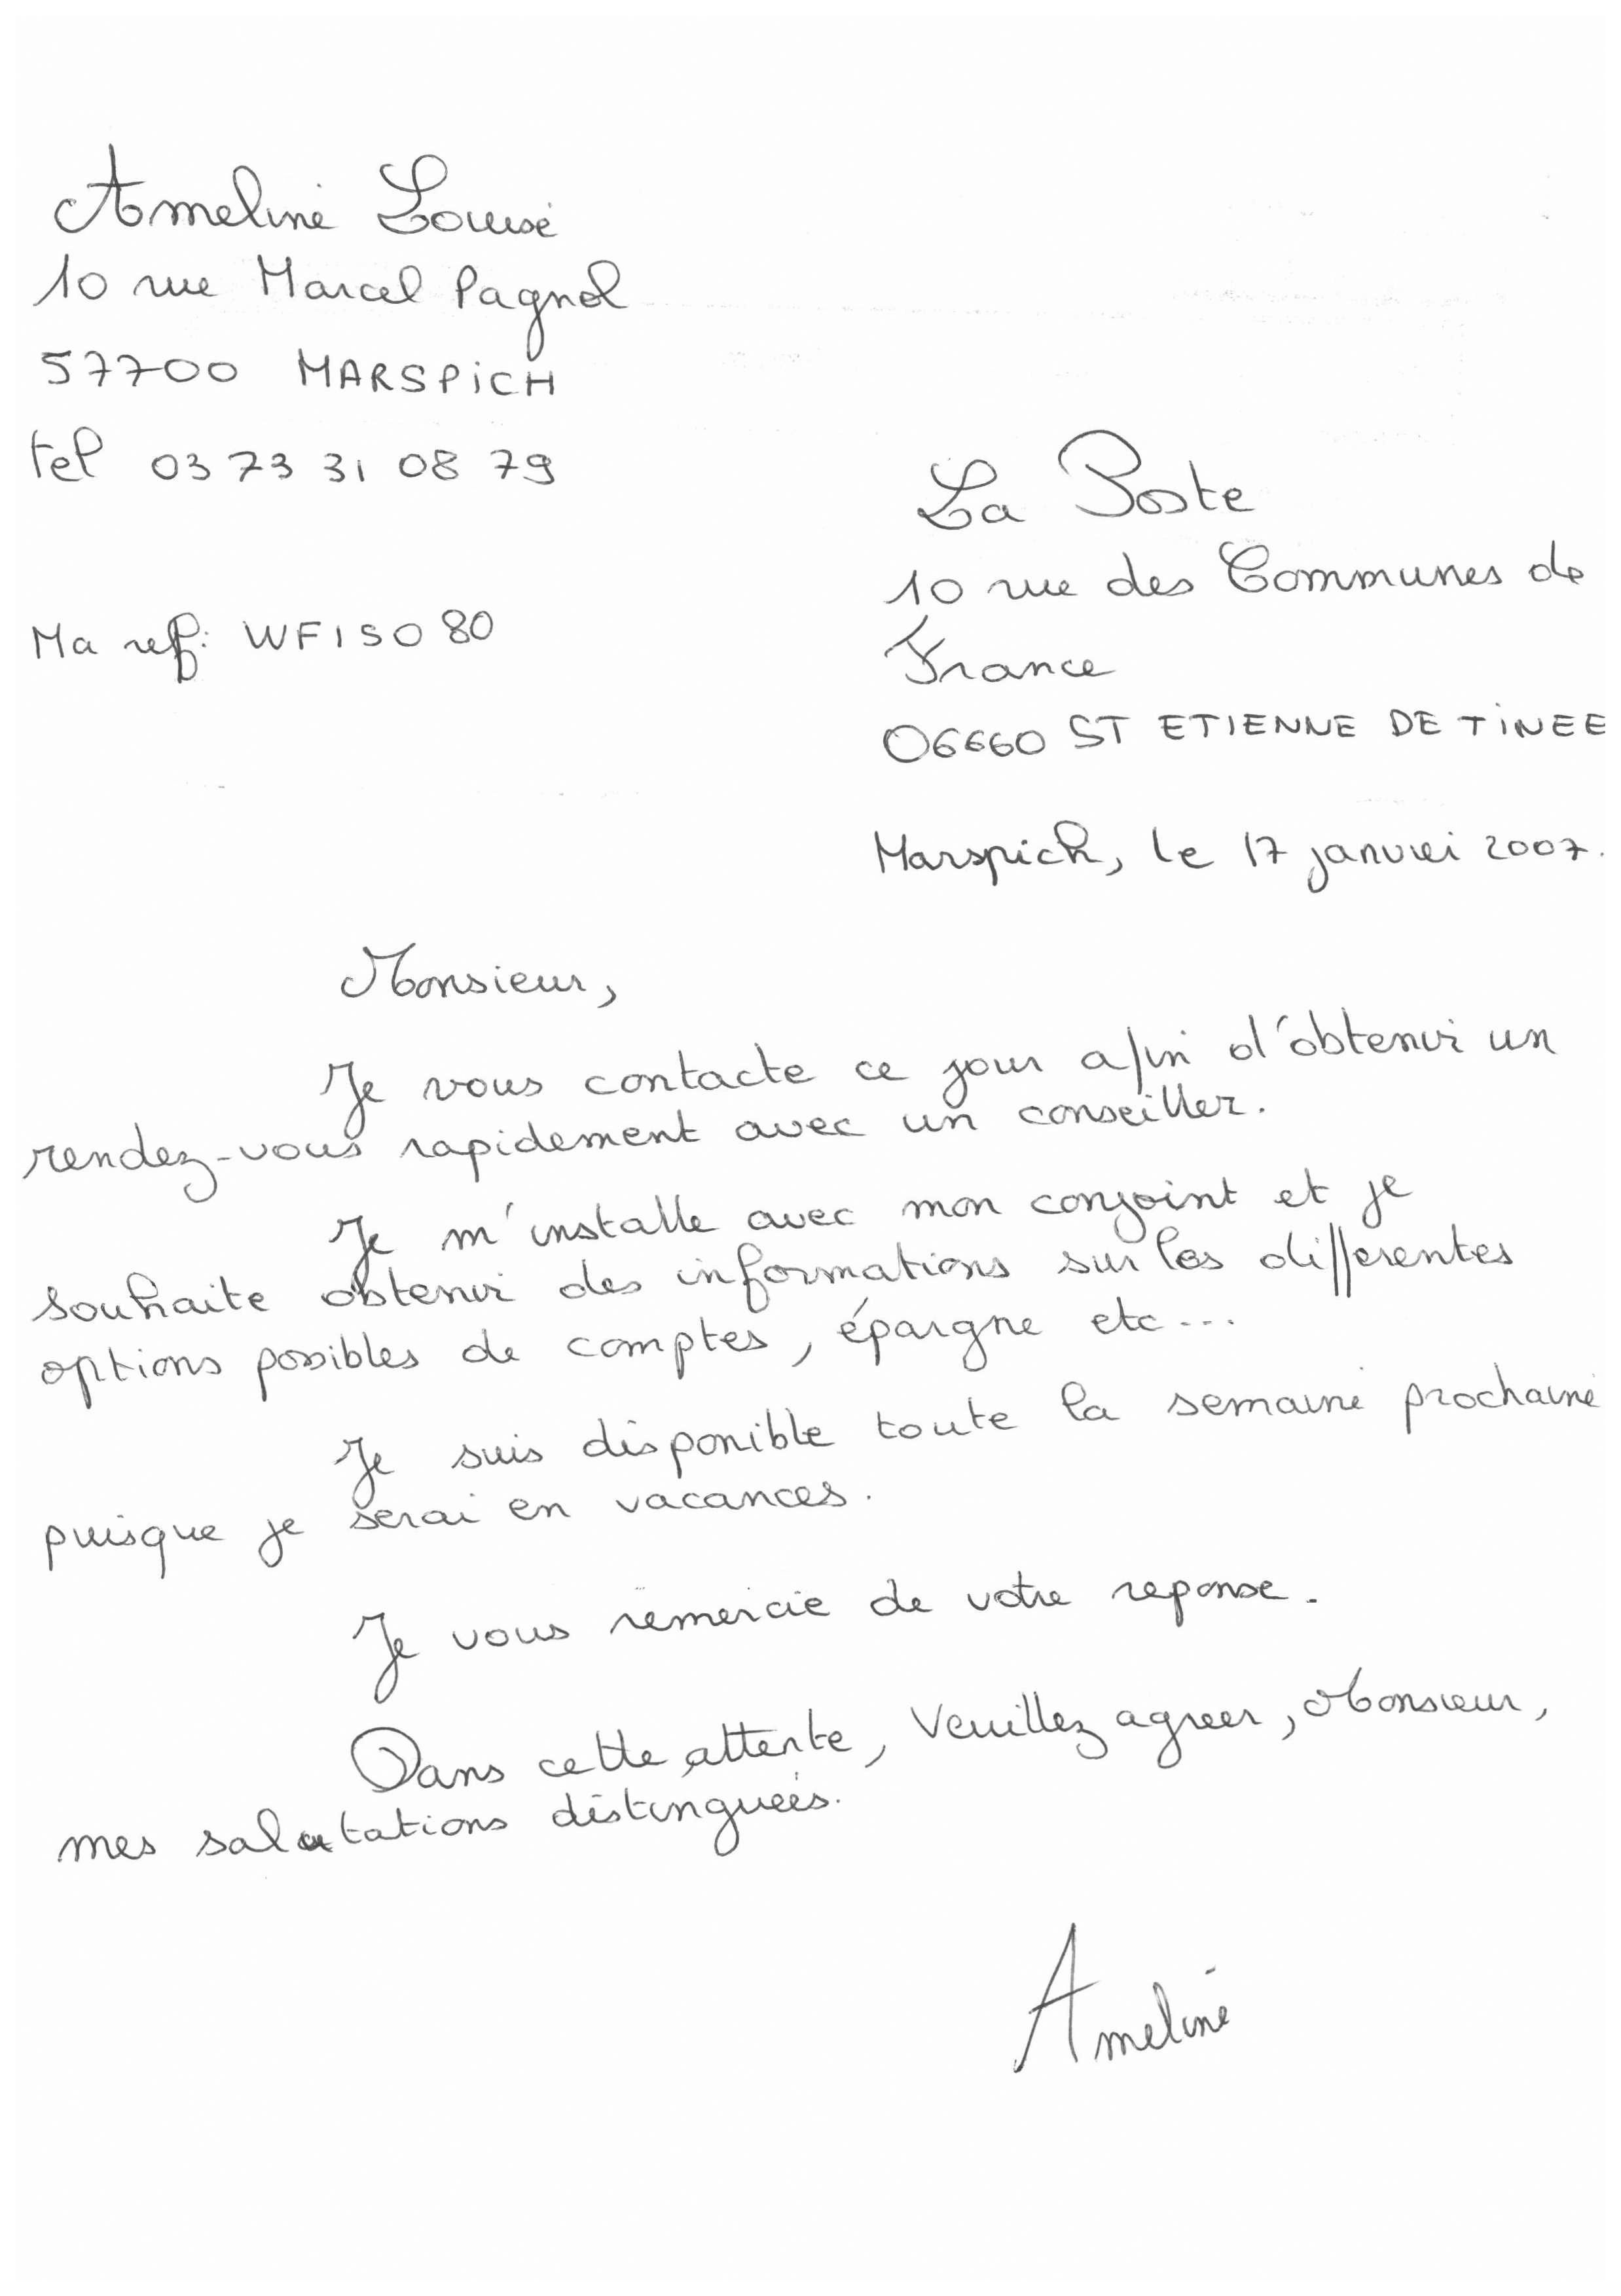 Ameline Louise
10 rue Marcel Pagnol
57700 MARSPiCH
tel 03 73 31 08 79
La Poste
10 rue des Communes de
France
06660 ST ETIENNE DE TiNEE
Ma ref: WFISO80
Marspich, le 17 janvier 2007.
Monsieur,
Je vous contacte ce jour afin d'obtenir un
rendez-vous rapidement avec un conseiller.
Je m'installe avec mon conjoint et je
souhaite obtenir des informations sur les differentes
options possibles de comptes, épargne etc...
Je suis disponible toute la semaine prochaine
puisque je serai en vacances.
Je vous remercie de votre reponse.
Dans cette attente, Veuillez agreer, Monsieur,
mes salutations distinguées.
Ameline